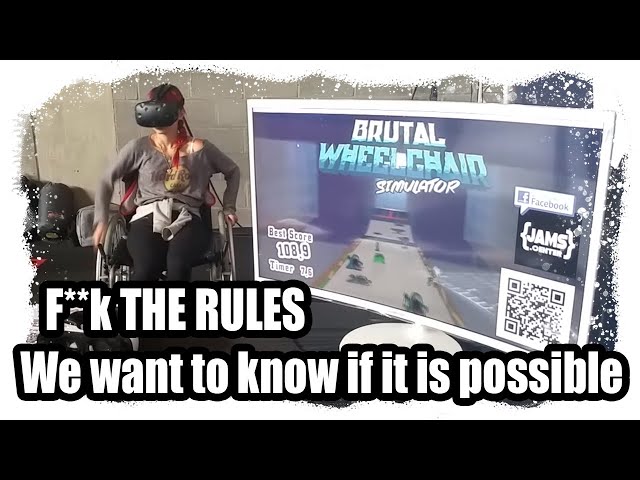 BRUTAL
WHEELCHAIR
SIMULATOR
Facebook
{JAMS}
.CENTER
Best Score
108,9
Timer 7,6
F**k THE RULES
We want to know if it is possible